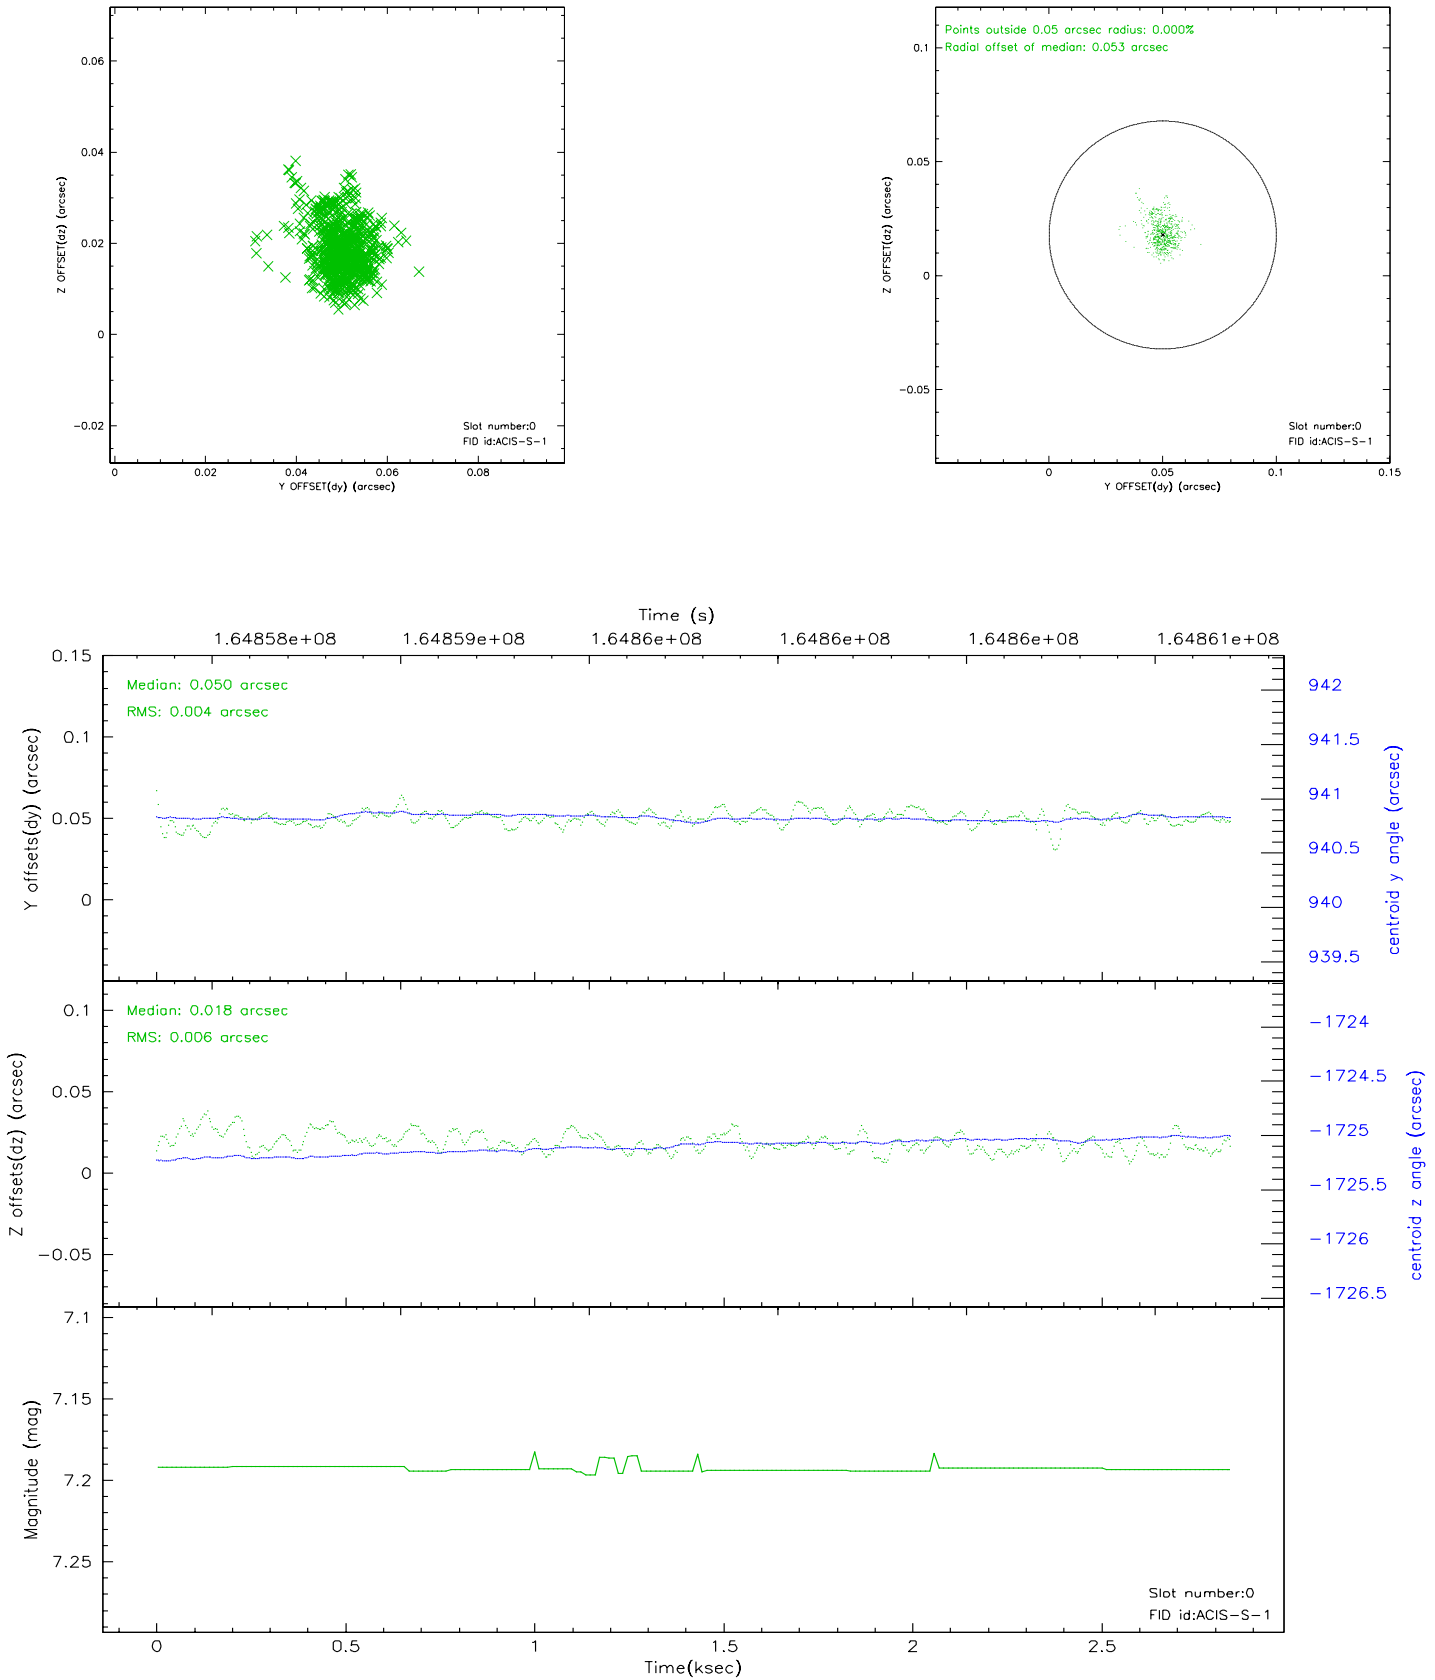 0.06
0.04
0.02
0
−0.02
Z OFFSET(dz) (arcsec)
Slot number:0
FID id:ACIS−S−1
0 0.02 0.04 0.06 0.08
Y OFFSET(dy) (arcsec)
Points outside 0.05 arcsec radius: 0.000%
Radial offset of median: 0.053 arcsec
0.1
0.05
0
−0.05
Z OFFSET(dz) (arcsec)
Slot number:0
FID id:ACIS−S−1
0 0.05 0.1 0.15
Y OFFSET(dy) (arcsec)
Time (s)
1.64858e+08 1.64859e+08 1.6486e+08 1.6486e+08 1.6486e+08 1.64861e+08
Median: 0.050 arcsec
RMS: 0.004 arcsec
0.15
0.1
0.05
0
Y offsets(dy) (arcsec)
942
941.5
941
940.5
940
939.5
centroid y angle (arcsec)
Median: 0.018 arcsec
RMS: 0.006 arcsec
0.1
0.05
0
−0.05
Z offsets(dz) (arcsec)
−1724
−1724.5
−1725
−1725.5
−1726
−1726.5
centroid z angle (arcsec)
7.1
7.15
7.2
7.25
Magnitude (mag)
Slot number:0
FID id:ACIS−S−1
0 0.5 1 1.5 2 2.5
Time(ksec)